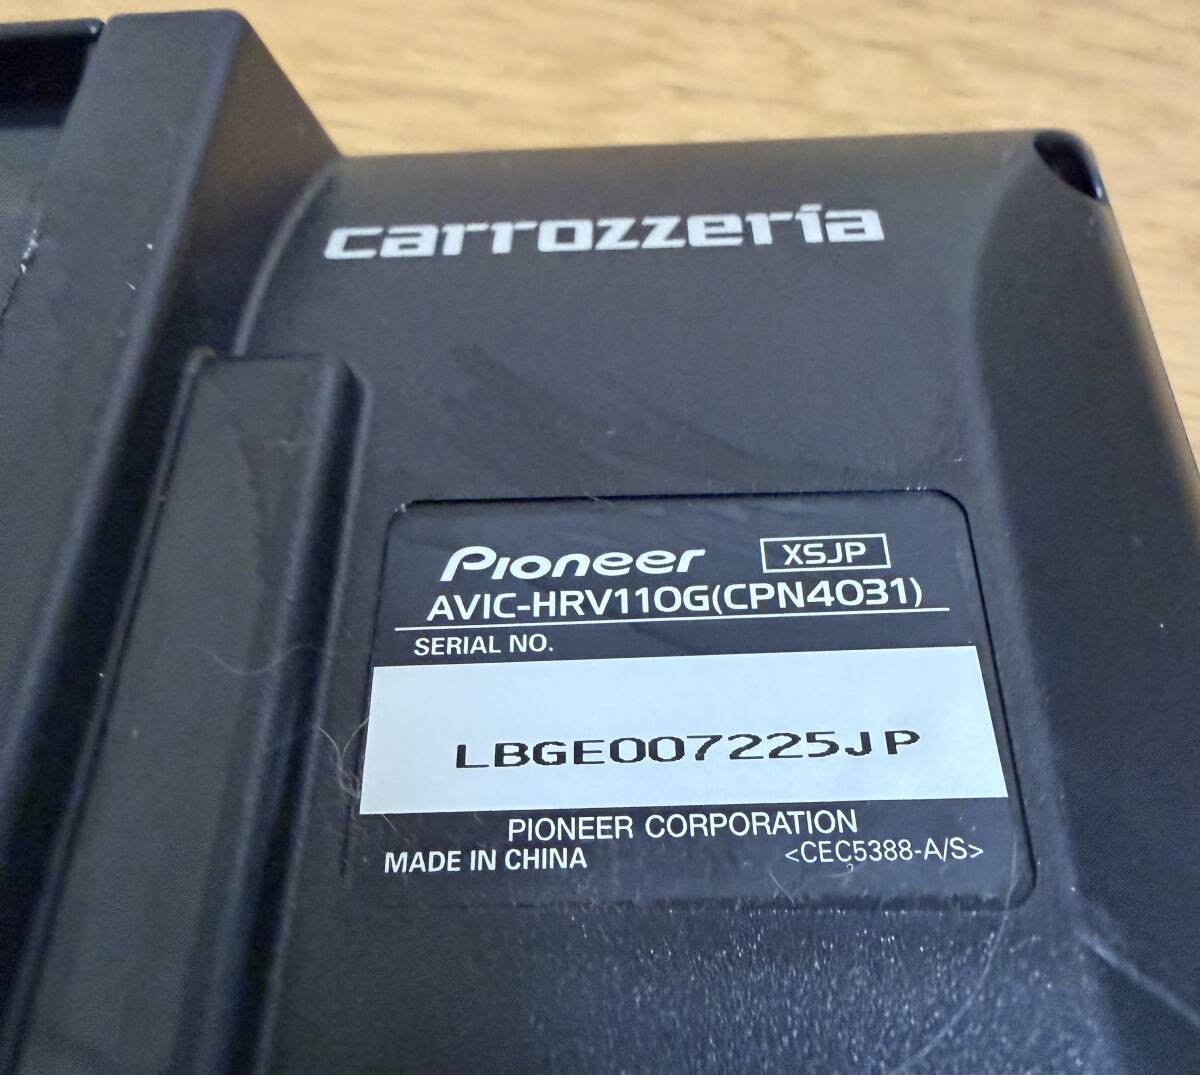 carrozzeria
Pioneer XSJP
AVIC-HRV110G(CPN4031)
SERIAL NO.
LBGE007225JP
PIONEER CORPORATION
MADE IN CHINA <CEC5388-A/S>